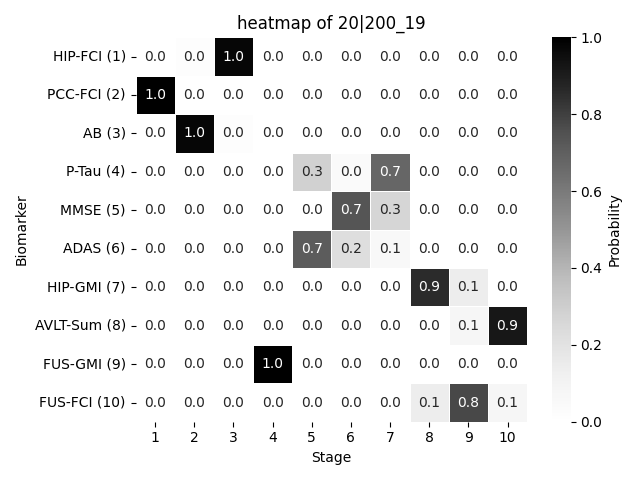 heatmap of 20|200_19
HIP-FCI (1) 0.0 0.0 1.0 0.0 0.0 0.0 0.0 0.0 0.0 0.0
PCC-FCI (2) 1.0 0.0 0.0 0.0 0.0 0.0 0.0 0.0 0.0 0.0
AB (3) 0.0 1.0 0.0 0.0 0.0 0.0 0.0 0.0 0.0 0.0
P-Tau (4) 0.0 0.0 0.0 0.0 0.3 0.0 0.7 0.0 0.0 0.0
MMSE (5) 0.0 0.0 0.0 0.0 0.0 0.7 0.3 0.0 0.0 0.0
ADAS (6) 0.0 0.0 0.0 0.0 0.7 0.2 0.1 0.0 0.0 0.0
HIP-GMI (7) 0.0 0.0 0.0 0.0 0.0 0.0 0.0 0.9 0.1 0.0
AVLT-Sum (8) 0.0 0.0 0.0 0.0 0.0 0.0 0.0 0.0 0.1 0.9
FUS-GMI (9) 0.0 0.0 0.0 1.0 0.0 0.0 0.0 0.0 0.0 0.0
FUS-FCI (10) 0.0 0.0 0.0 0.0 0.0 0.0 0.0 0.1 0.8 0.1
1 2 3 4 5 6 7 8 9 10
Stage
Biomarker
1.0
0.8
0.6
0.4
0.2
0.0
Probability